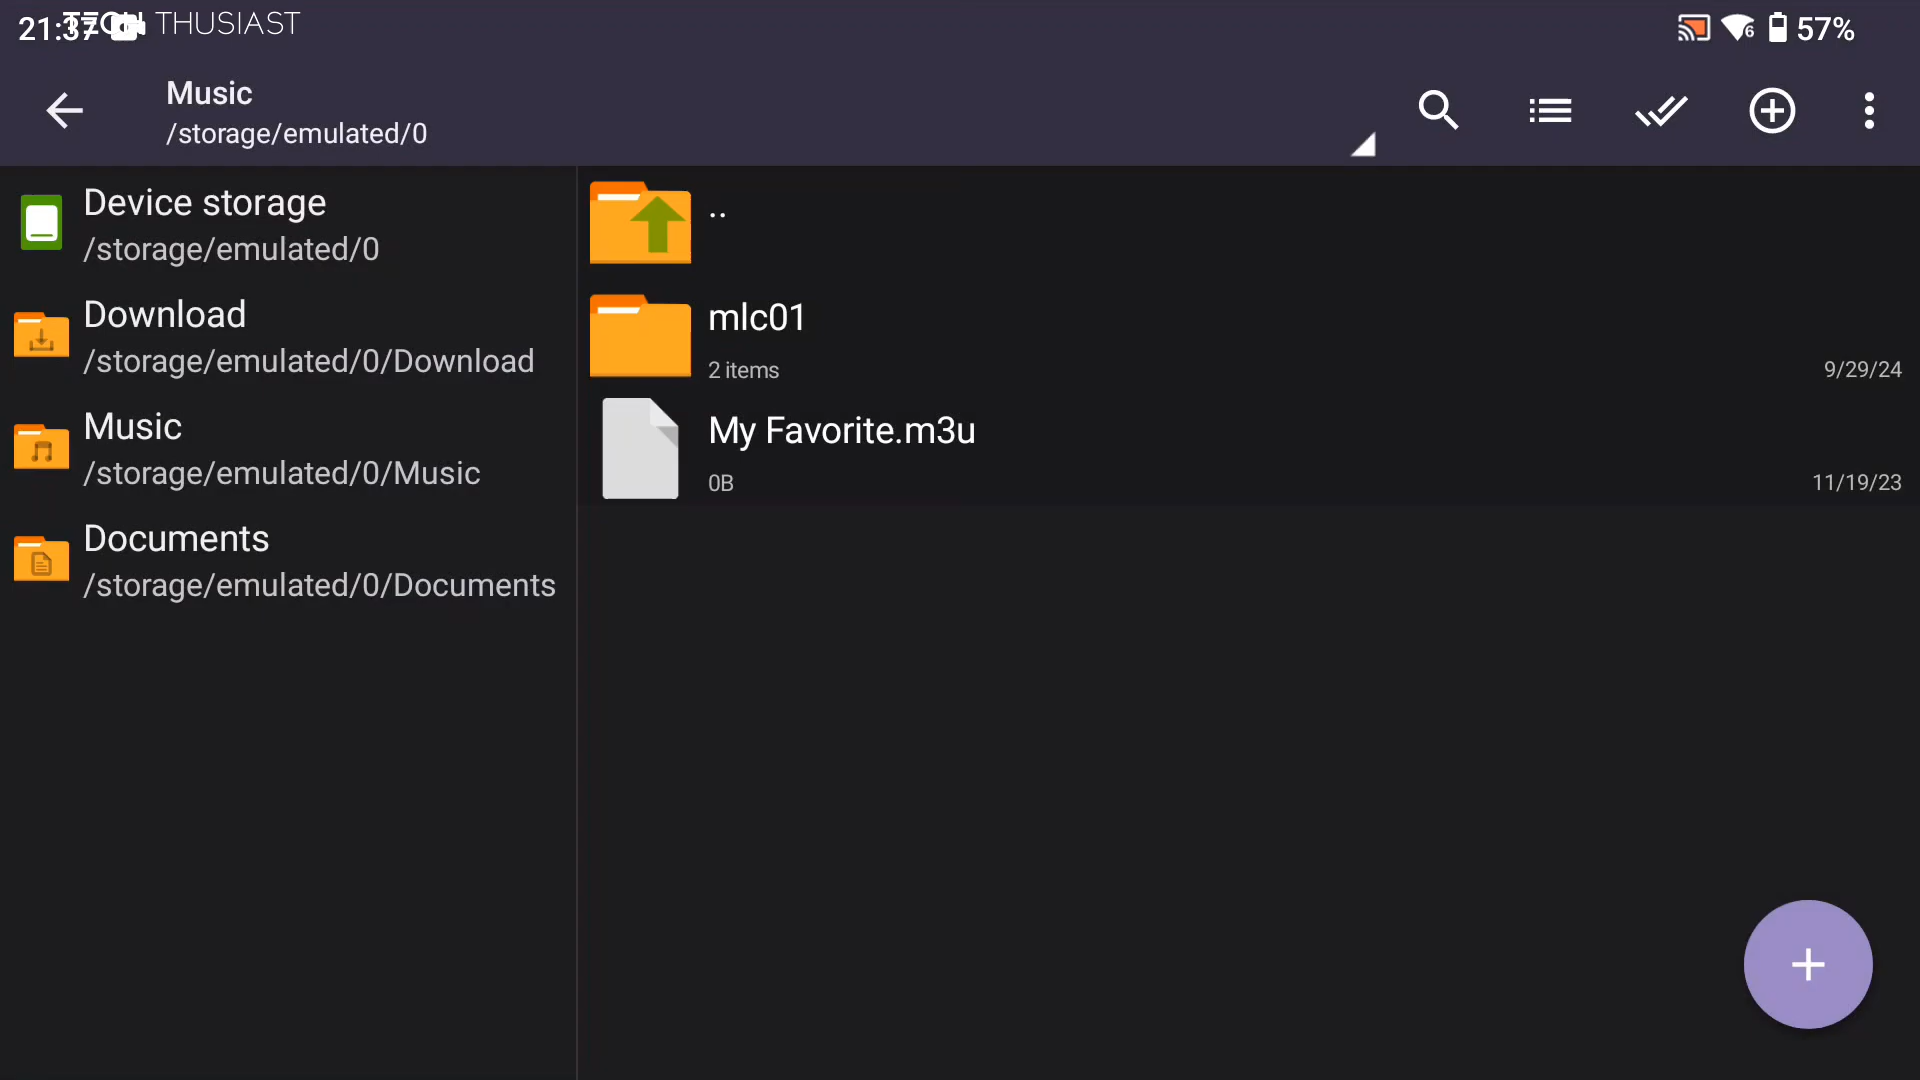 21:37
THUSIAST
6 57%
Music
/storage/emulated/0
Device storage
/storage/emulated/0
Download
/storage/emulated/0/Download
Music
/storage/emulated/0/Music
Documents
/storage/emulated/0/Documents
..
mlc01
2 items
9/29/24
My Favorite.m3u
0B
11/19/23